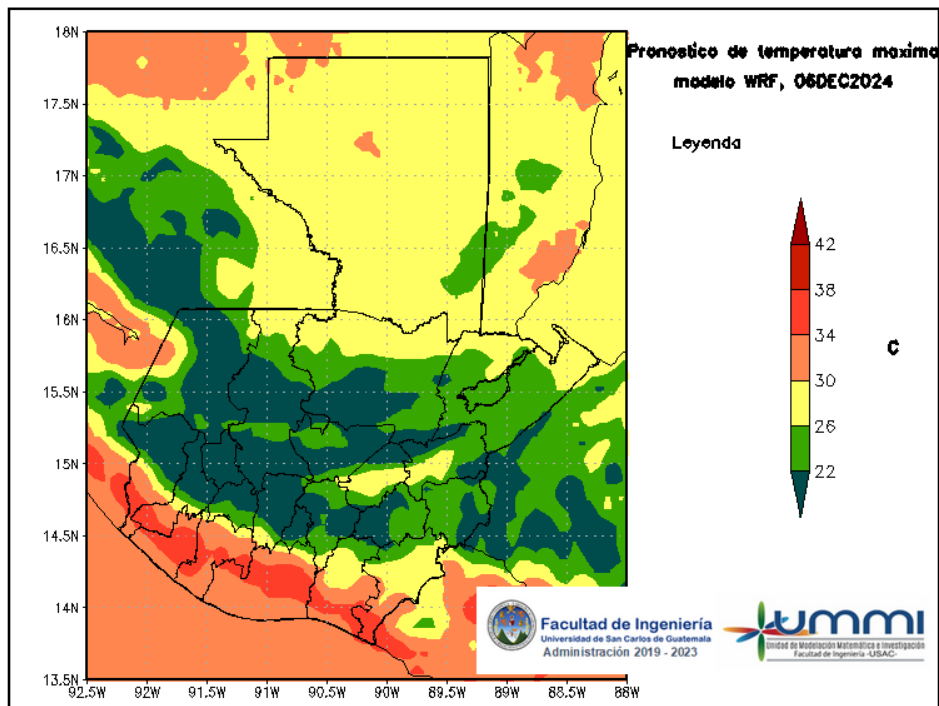 Pronostico de temperatura maxima
modelo WRF, 06DEC2024
Leyenda
42
38
34
30
26
22
C
18N
17.5N
17N
16.5N
16N
15.5N
15N
14.5N
14N
13.5N
92.5W
92W
91.5W
91W
90.5W
90W
89.5W
89W
88.5W
88W
Facultad de Ingeniería
Universidad de San Carlos de Guatemala
Administración 2019 - 2023
ummi
Unidad de Modelación Matemática e Investigación
Facultad de Ingeniería -USAC-